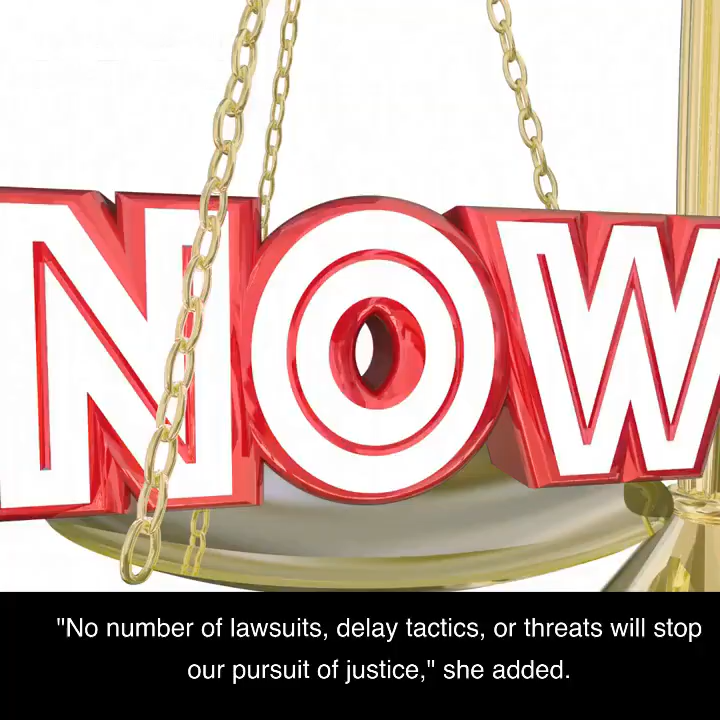 NOW
"No number of lawsuits, delay tactics, or threats will stop
our pursuit of justice," she added.